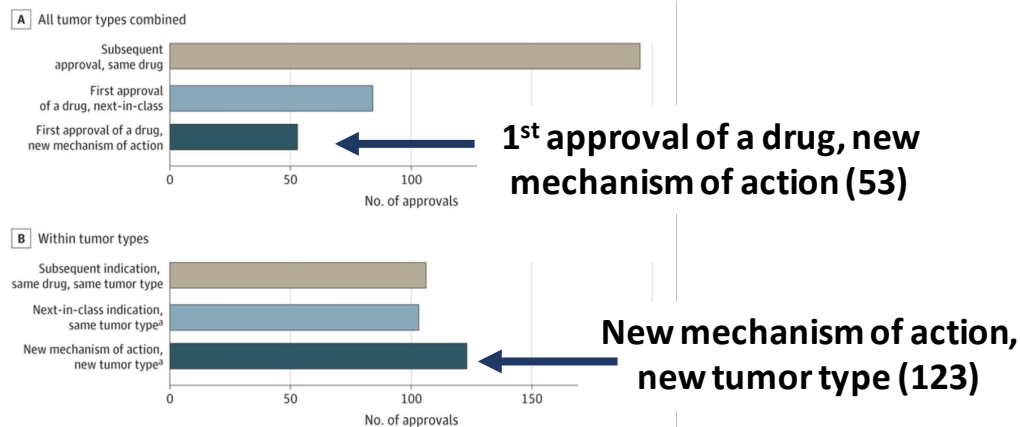 A All tumor types combined
Subsequent
approval, same drug
First approval
of a drug, next-in-class
First approval of a drug,
new mechanism of action
0 50 100
No. of approvals
1st approval of a drug, new
mechanism of action (53)
B Within tumor types
Subsequent indication,
same drug, same tumor type
Next-in-class indication,
same tumor typeª
New mechanism of action,
new tumor typeª
0 50 100 150
No. of approvals
New mechanism of action,
new tumor type (123)